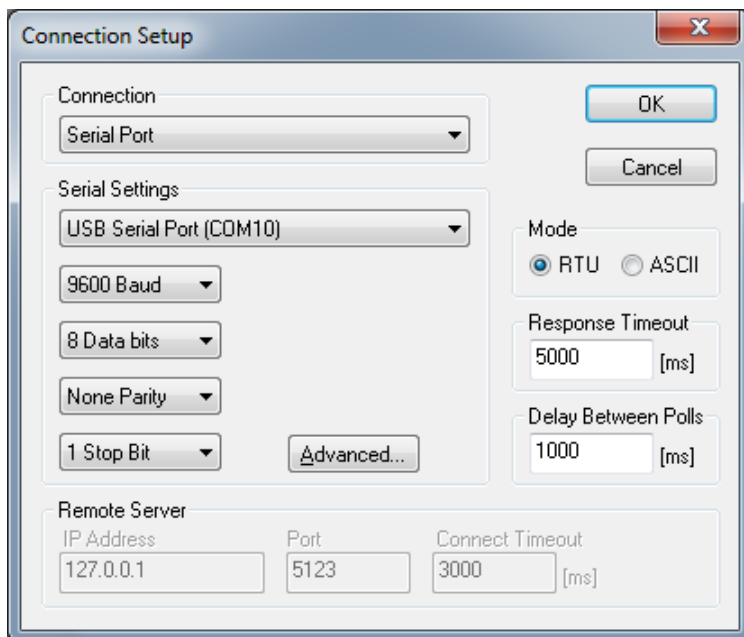 Connection Setup
Connection
Serial Port
OK
Cancel
Serial Settings
USB Serial Port (COM10)
9600 Baud
8 Data bits
None Parity
1 Stop Bit
Advanced...
Mode
RTU ASCII
Response Timeout
5000 [ms]
Delay Between Polls
1000 [ms]
Remote Server
IP Address Port Connect Timeout
127.0.0.1 5123 3000 [ms]